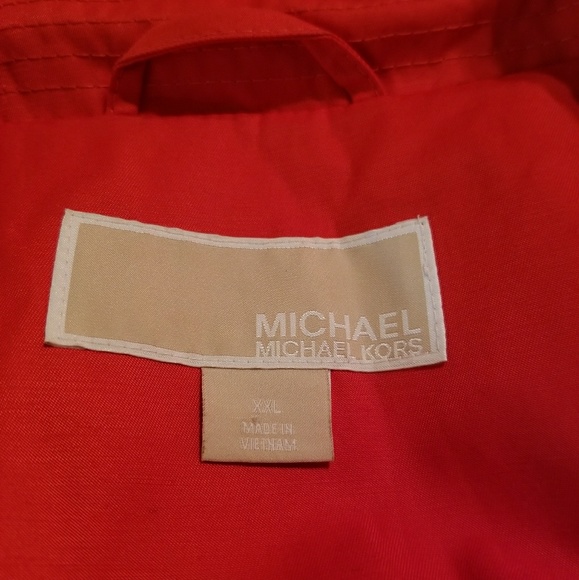 MICHAEL
MICHAEL KORS
XXL
MADE IN
VIETNAM